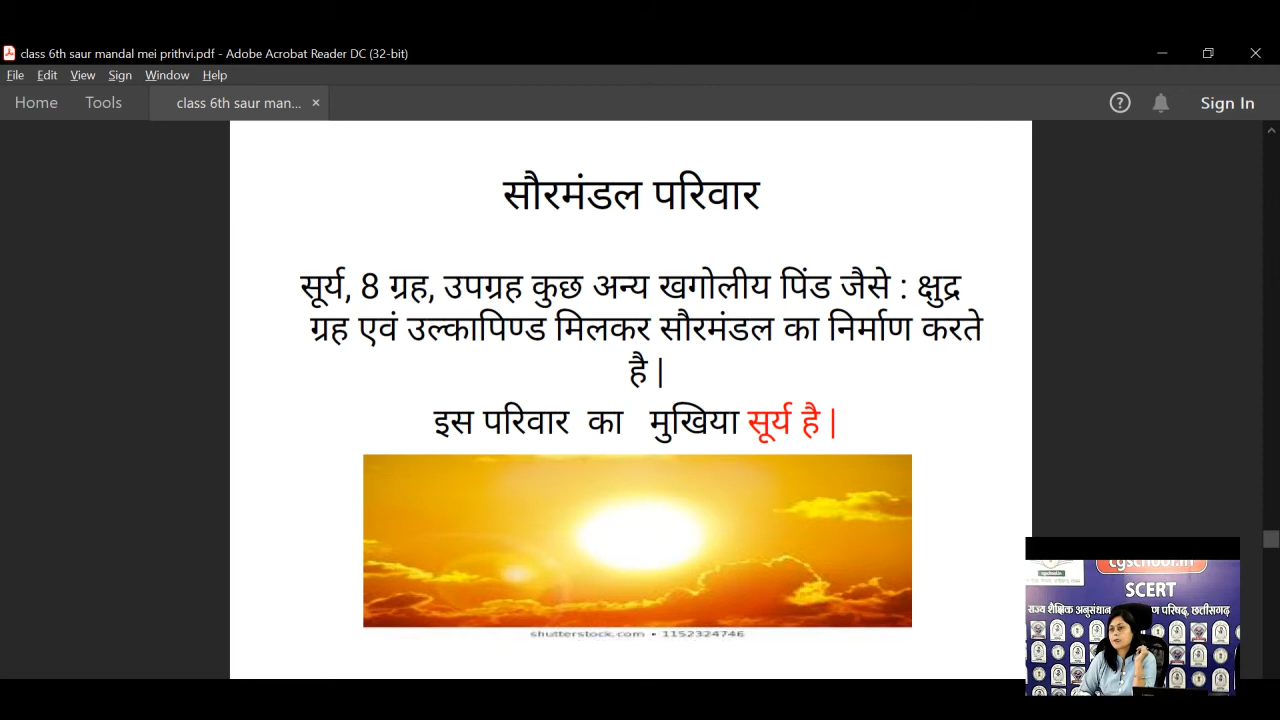 class 6th saur mandal mei prithvi.pdf - Adobe Acrobat Reader DC (32-bit)
File Edit View Sign Window Help
Home Tools class 6th saur man... × ? Sign In
सौरमंडल परिवार
सूर्य, 8 ग्रह, उपग्रह कुछ अन्य खगोलीय पिंड जैसे : क्षुद्र
ग्रह एवं उल्कापिण्ड मिलकर सौरमंडल का निर्माण करते
है |
इस परिवार का मुखिया सूर्य है |
shutterstock.com • 1152324746
cgschool.in
SCERT
राज्य शैक्षिक अनुसंधान परिषद, छत्तीसगढ़